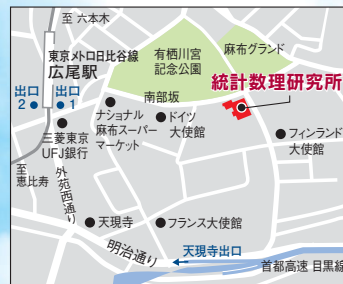 至 六本木
東京メトロ日比谷線
広尾駅
出口
2
出口
1
三菱東京
UFJ銀行
至
恵比寿
外苑西通り
有栖川宮
記念公園
麻布グランド
南部坂
ナショナル
麻布スーパー
マーケット
ドイツ
大使館
統計数理研究所
フィンランド
大使館
天現寺
フランス大使館
明治通り
天現寺出口
首都高速 目黒線